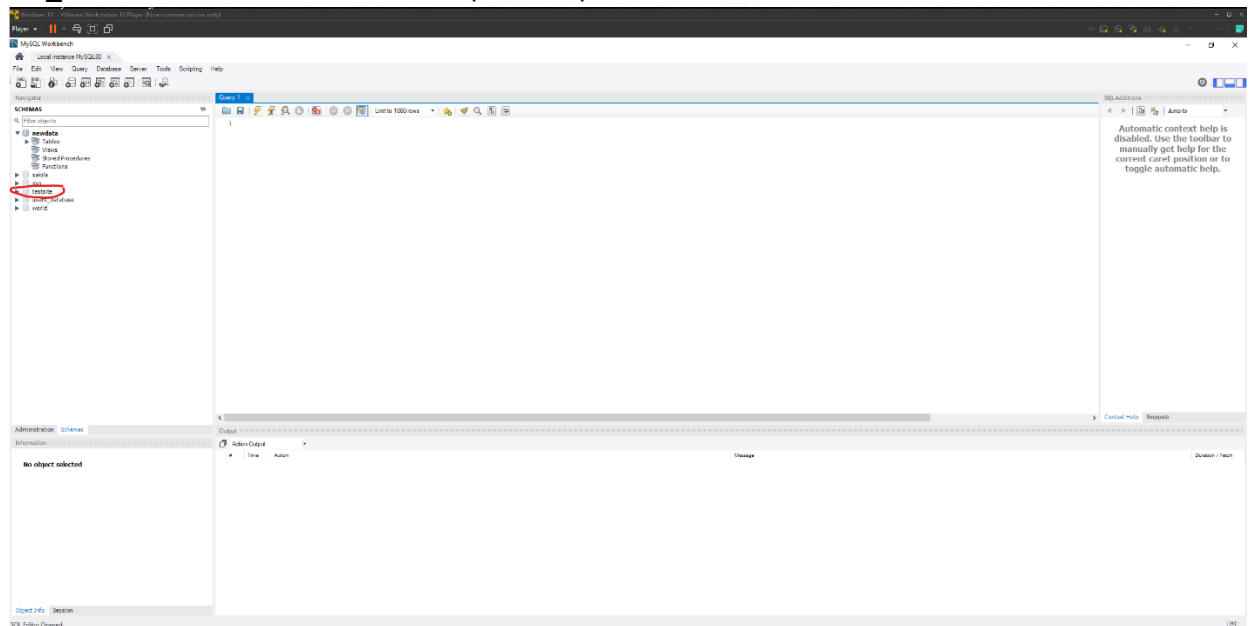 Windows 10 - VMware Workstation 16 Player (Non-commercial use only)
Player
MySQL Workbench
Local instance MySQL80
File Edit View Query Database Server Tools Scripting Help
Navigator
SCHEMAS
Filter objects
newdata
Tables
Views
Stored Procedures
Functions
sakila
sys
testsite
users_database
world
Administration Schemas
Information
No object selected
Object Info Session
SQL Editor Opened.
Query 1
Limit to 1000 rows
1
Output
Action Output
# Time Action Message Duration / Fetch
SQLAdditions
Jump to
Automatic context help is
disabled. Use the toolbar to
manually get help for the
current caret position or to
toggle automatic help.
Context Help Snippets